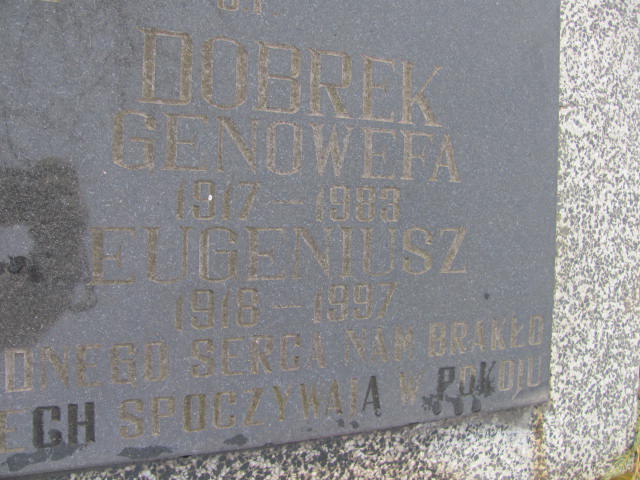 DOBREK
GENOWEFA
1917-1983
EUGENIUSZ
1918-1997
SERCA NAM BRAKŁO
SPOCZYWAJĄ W POKOJU